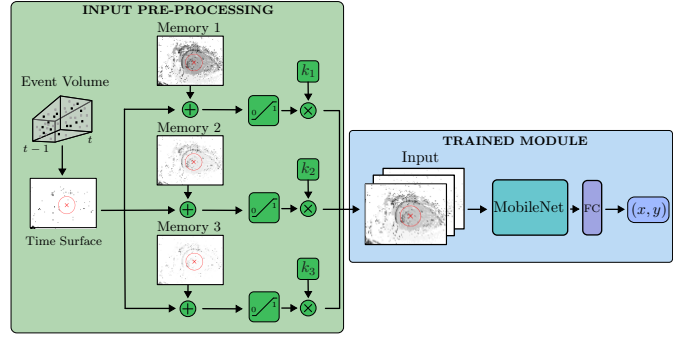 INPUT PRE-PROCESSING
Memory 1
Event Volume
t − 1
t
Time Surface
+
0
1
k₁
×
Memory 2
+
0
1
k₂
×
Memory 3
+
0
1
k₃
×
TRAINED MODULE
Input
MobileNet
FC
(x, y)